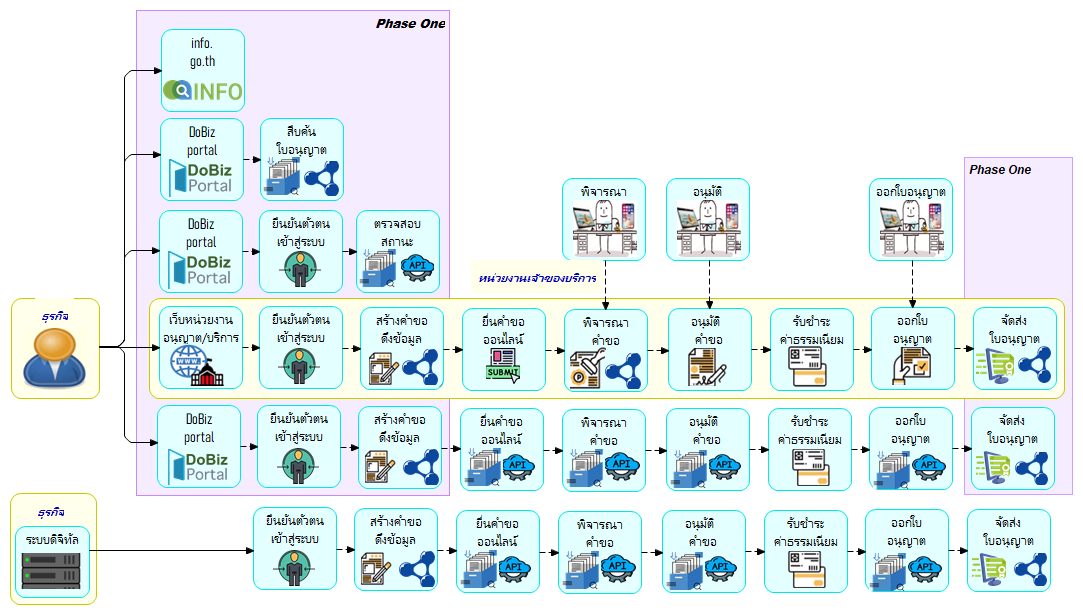 Phase One
info.
go.th
INFO
DoBiz
portal
DoBiz
Portal
สืบค้น
ใบอนุญาต
Phase One
DoBiz
portal
DoBiz
Portal
ยืนยันตัวตน
เข้าสู่ระบบ
ตรวจสอบ
สถานะ
API
พิจารณา
อนุมัติ
ออกใบอนุญาต
หน่วยงานเจ้าของบริการ
ธุรกิจ
เว็บหน่วยงาน
อนุญาต/บริการ
WWW
ยืนยันตัวตน
เข้าสู่ระบบ
สร้างคำขอ
ดึงข้อมูล
ยื่นคำขอ
ออนไลน์
SUBMIT
พิจารณา
คำขอ
อนุมัติ
คำขอ
รับชำระ
ค่าธรรมเนียม
ออกใบ
อนุญาต
จัดส่ง
ใบอนุญาต
DoBiz
portal
DoBiz
Portal
ยืนยันตัวตน
เข้าสู่ระบบ
สร้างคำขอ
ดึงข้อมูล
ยื่นคำขอ
ออนไลน์
API
พิจารณา
คำขอ
API
อนุมัติ
คำขอ
API
รับชำระ
ค่าธรรมเนียม
ออกใบ
อนุญาต
API
จัดส่ง
ใบอนุญาต
ธุรกิจ
ระบบดิจิทัล
ยืนยันตัวตน
เข้าสู่ระบบ
สร้างคำขอ
ดึงข้อมูล
ยื่นคำขอ
ออนไลน์
API
พิจารณา
คำขอ
API
อนุมัติ
คำขอ
API
รับชำระ
ค่าธรรมเนียม
ออกใบ
อนุญาต
API
จัดส่ง
ใบอนุญาต